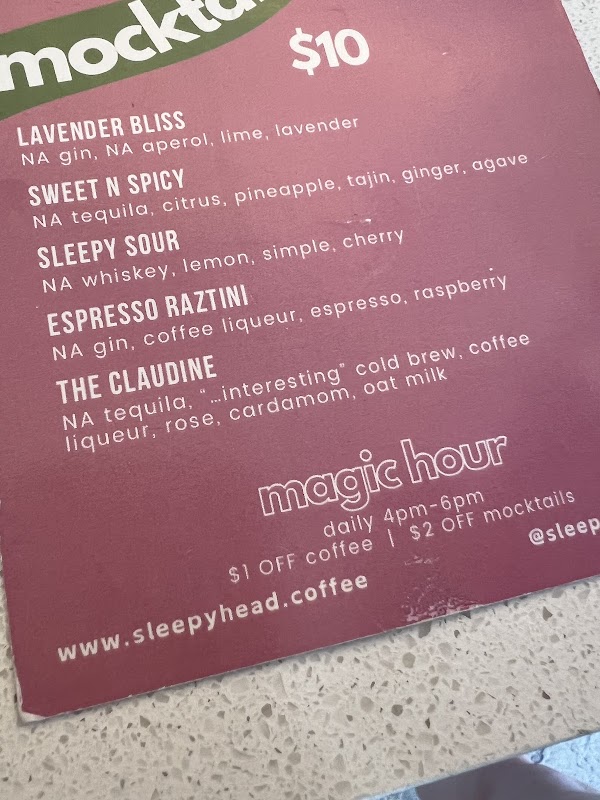 $10
LAVENDER BLISS
NA gin, NA aperol, lime, lavender
SWEET N SPICY
NA tequila, citrus, pineapple, tajin, ginger, agave
SLEEPY SOUR
NA whiskey, lemon, simple, cherry
ESPRESSO RAZTINI
NA gin, coffee liqueur, espresso, raspberry
THE CLAUDINE
NA tequila, "...interesting" cold brew, coffee
liqueur, rose, cardamom, oat milk
magic hour
daily 4pm-6pm
$1 OFF coffee | $2 OFF mocktails
@sleep
www.sleepyhead.coffee